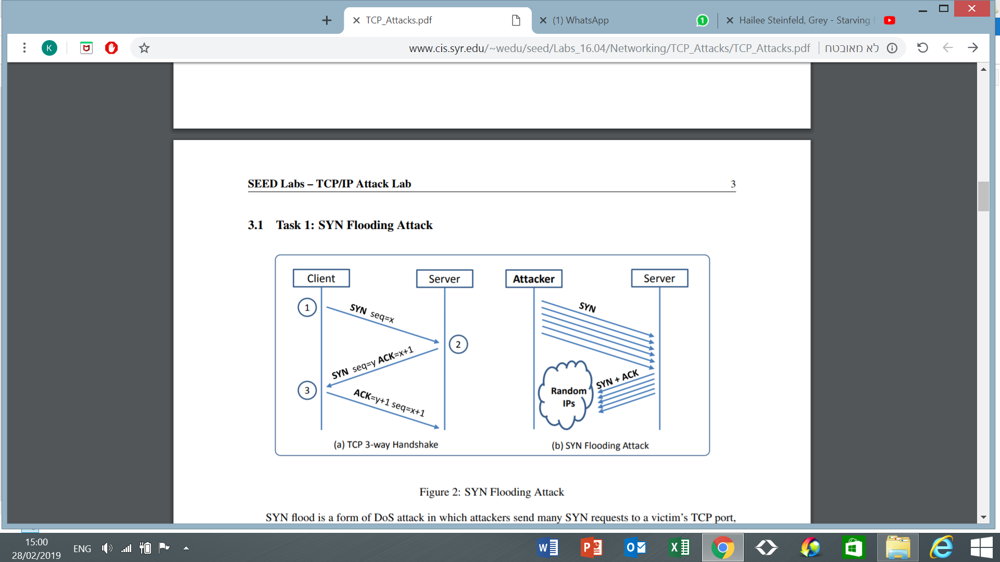 TCP_Attacks.pdf
(1) WhatsApp
1
Hailee Steinfeld, Grey - Starving
K
www.cis.syr.edu/~wedu/seed/Labs_16.04/Networking/TCP_Attacks/TCP_Attacks.pdf
לא מאובטח
SEED Labs – TCP/IP Attack Lab 3
3.1 Task 1: SYN Flooding Attack
Client
Server
1
SYN seq=x
2
SYN seq=y ACK=x+1
3
ACK=y+1 seq=x+1
(a) TCP 3-way Handshake
Attacker
Server
SYN
SYN + ACK
Random
IPs
(b) SYN Flooding Attack
Figure 2: SYN Flooding Attack
SYN flood is a form of DoS attack in which attackers send many SYN requests to a victim's TCP port,
15:00
28/02/2019
ENG